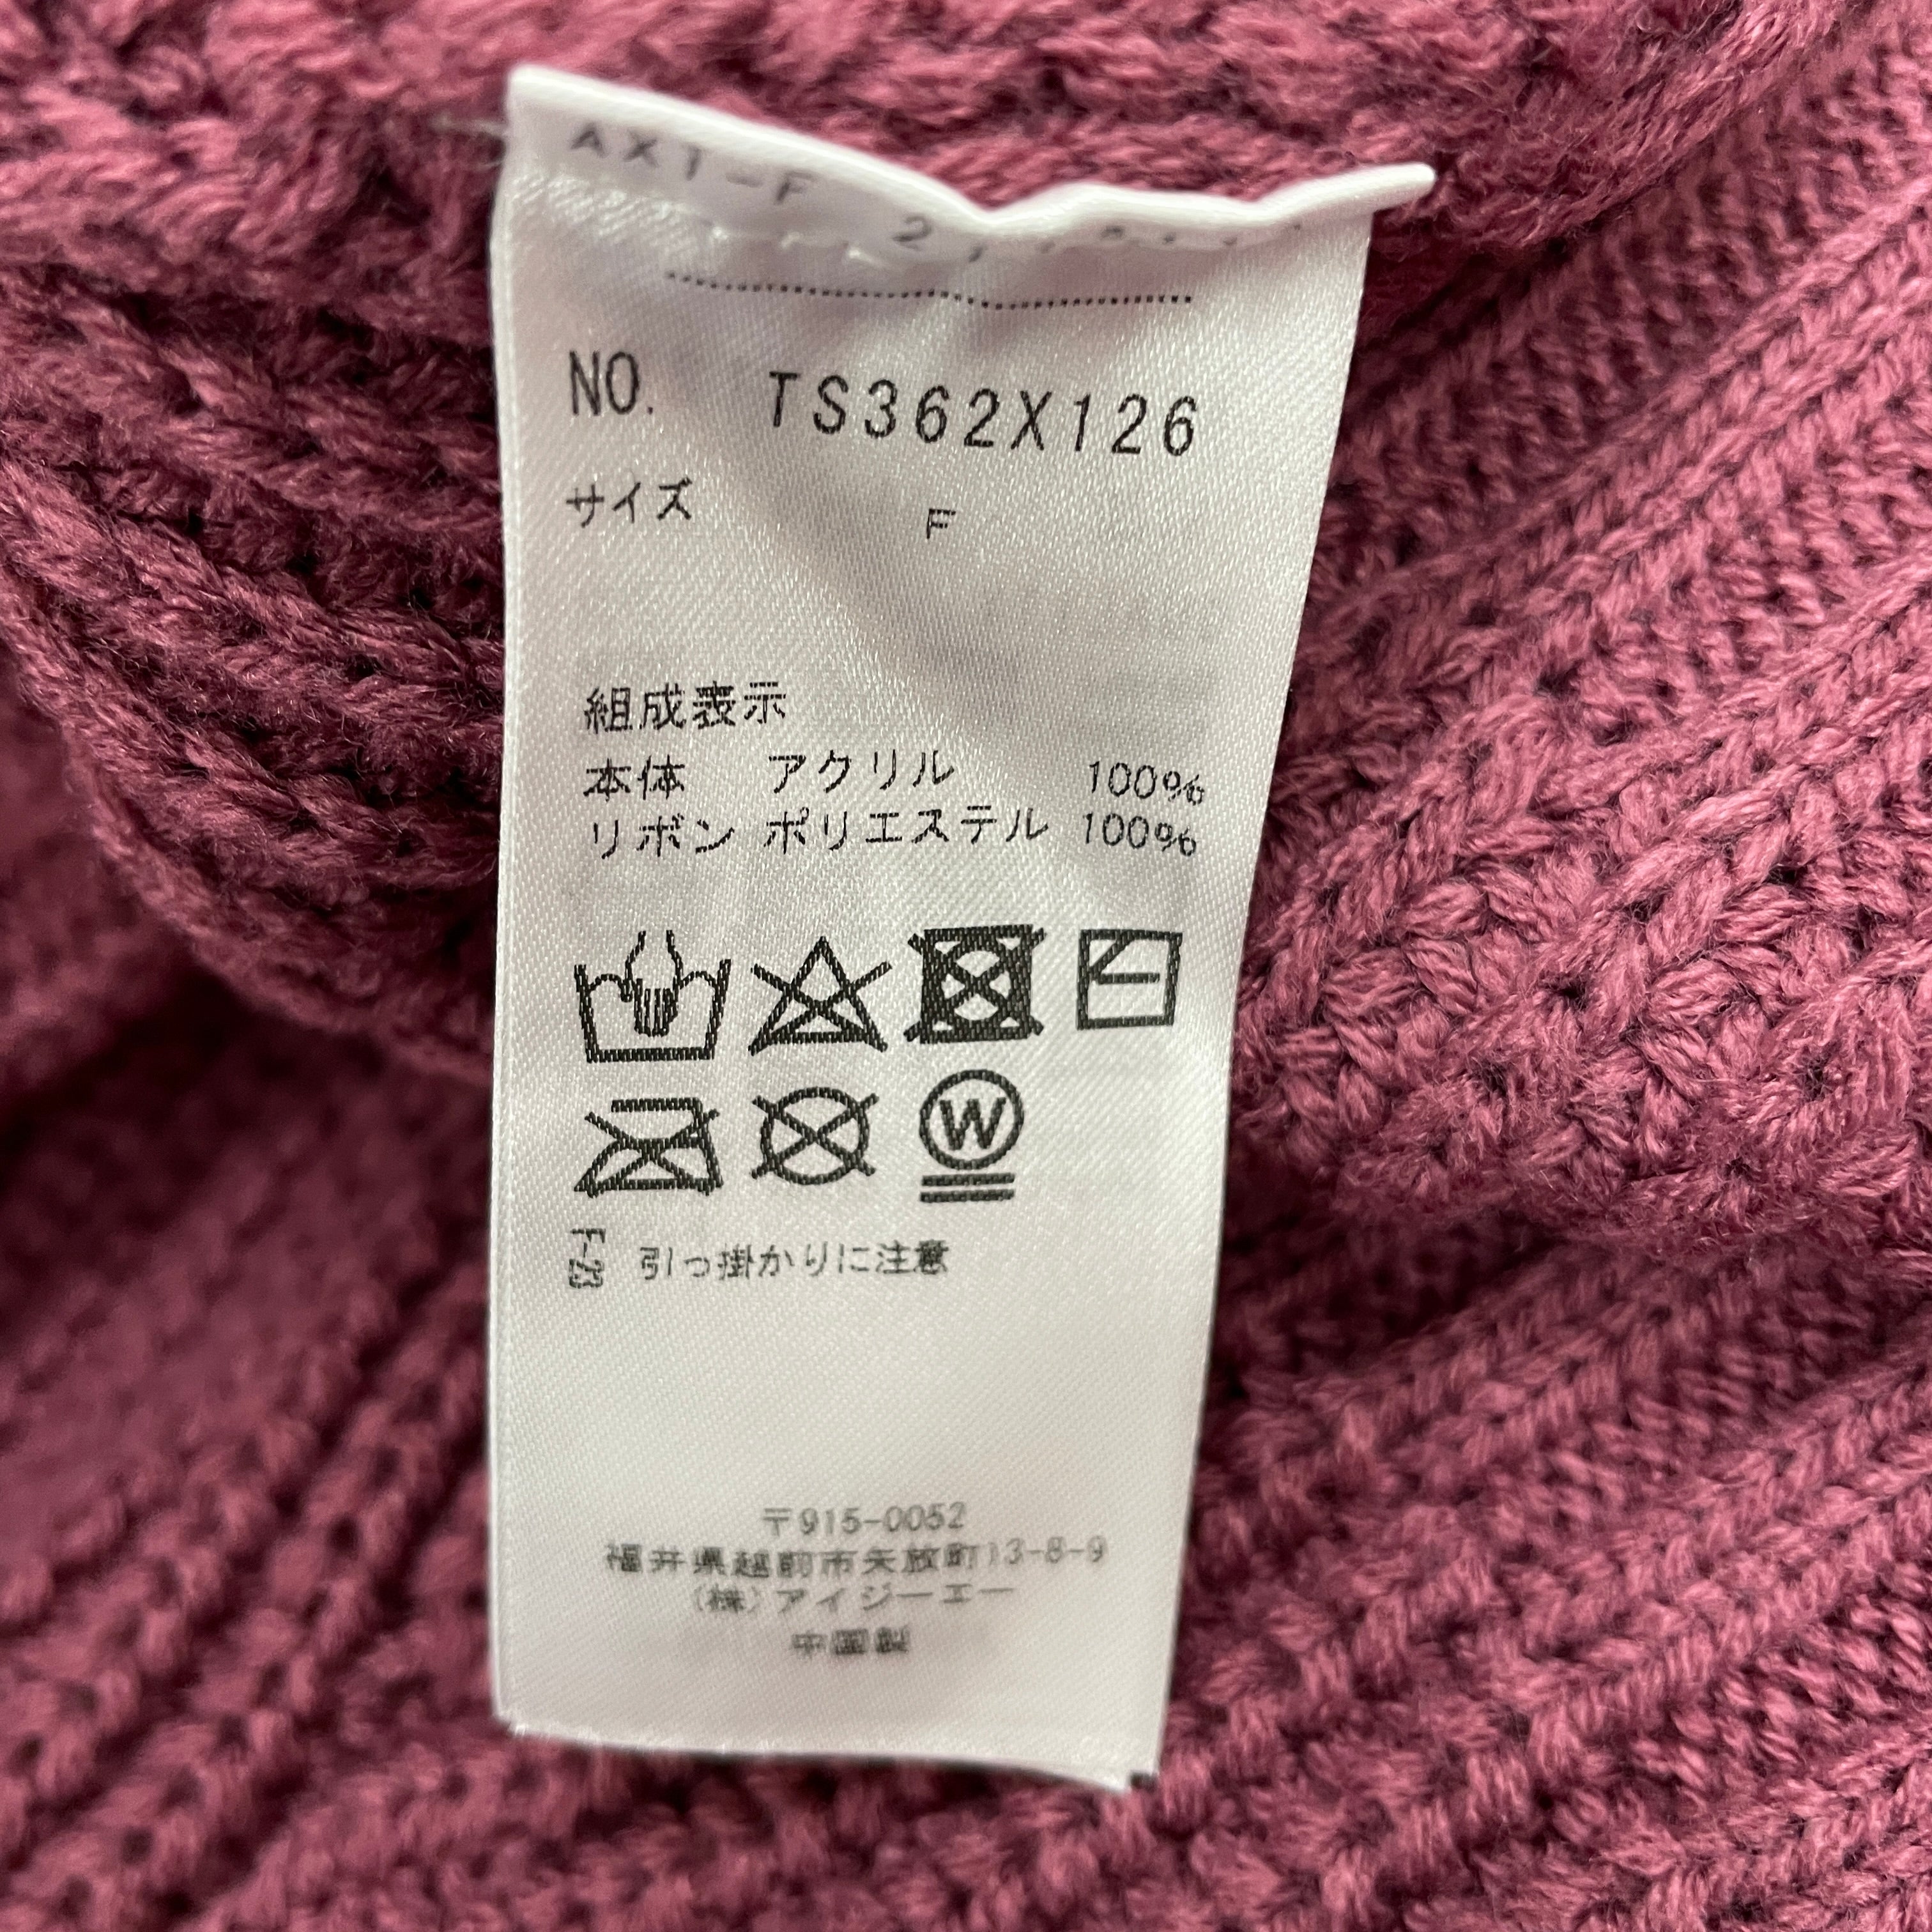 AX1-F
NO. TS362X126
サイズ F
組成表示
本体 アクリル 100%
リボン ポリエステル 100%
W
F-23 引っ掛かりに注意
〒915-0052
福井県越前市矢放町13-8-9
(株)アイジーエー
中国製